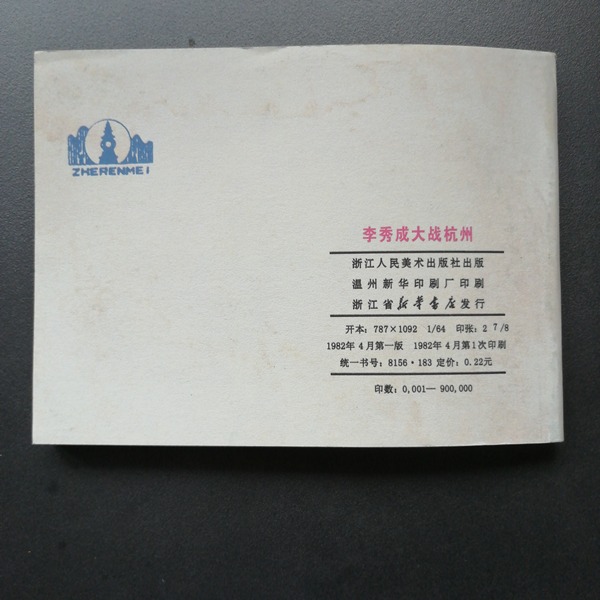 ZHERENMEI
李秀成大战杭州
浙江人民美术出版社出版
温州新华印刷厂印刷
浙江省新华书店发行
开本：787×1092 1/64 印张：2 7/8
1982年4月第一版 1982年4月第1次印刷
统一书号：8156·183 定价：0.22元
印数：0,001—900,000